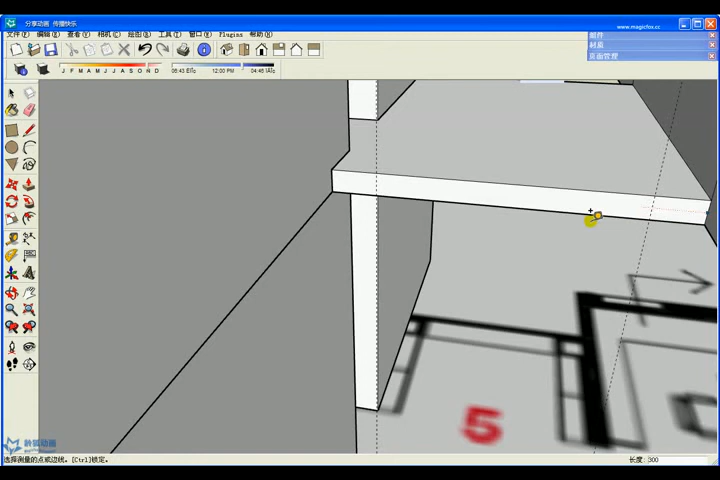 分享动画 传播快乐
www.magicfox.cc
文件(F) 编辑(E) 查看(V) 相机(C) 绘图(R) 工具(T) 窗口(W) Plugins 帮助(H)
组件
材质
页面管理
J F M A M J J A S O N D 06:43 12:00 PM 04:46
5
选择测量的点或边线。[Ctrl]锁定。 长度: 300